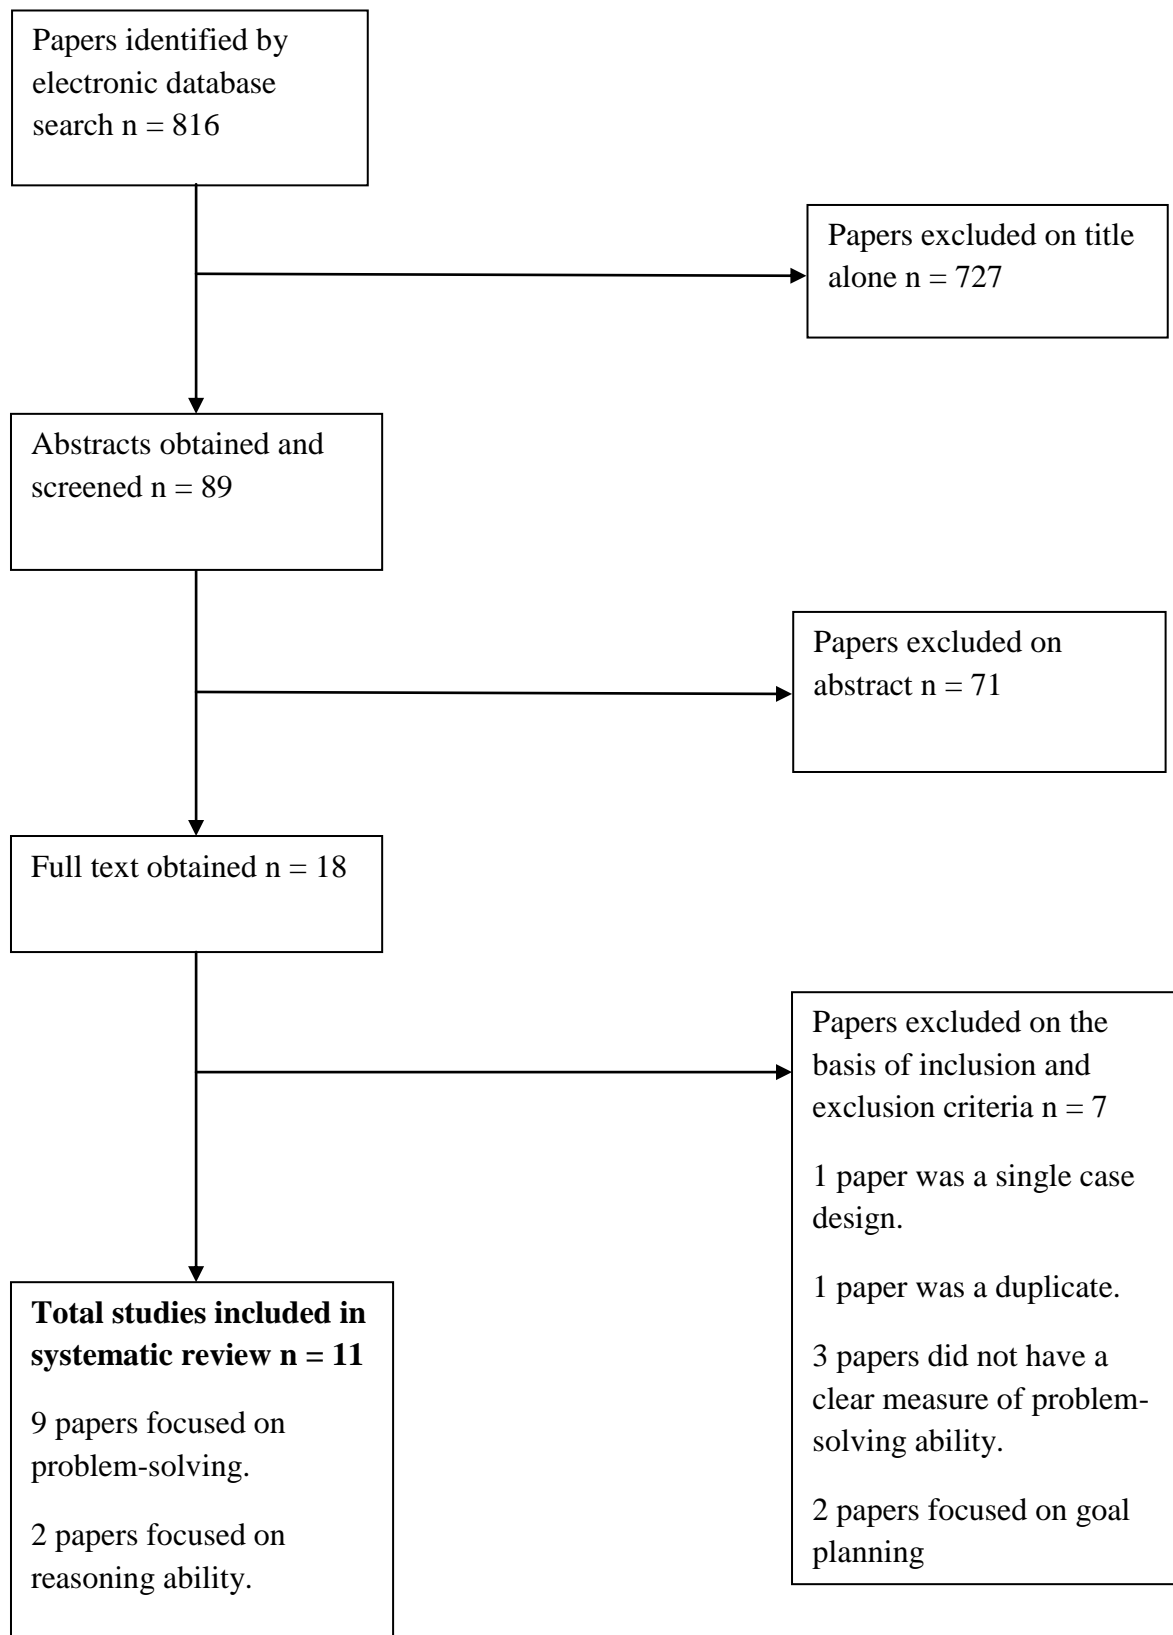 Papers identified by
electronic database
search n = 816
Papers excluded on title
alone n = 727
Abstracts obtained and
screened n = 89
Papers excluded on
abstract n = 71
Full text obtained n = 18
Papers excluded on the
basis of inclusion and
exclusion criteria n = 7
1 paper was a single case
design.
1 paper was a duplicate.
3 papers did not have a
clear measure of problem-
solving ability.
2 papers focused on goal
planning
Total studies included in
systematic review n = 11
9 papers focused on
problem-solving.
2 papers focused on
reasoning ability.